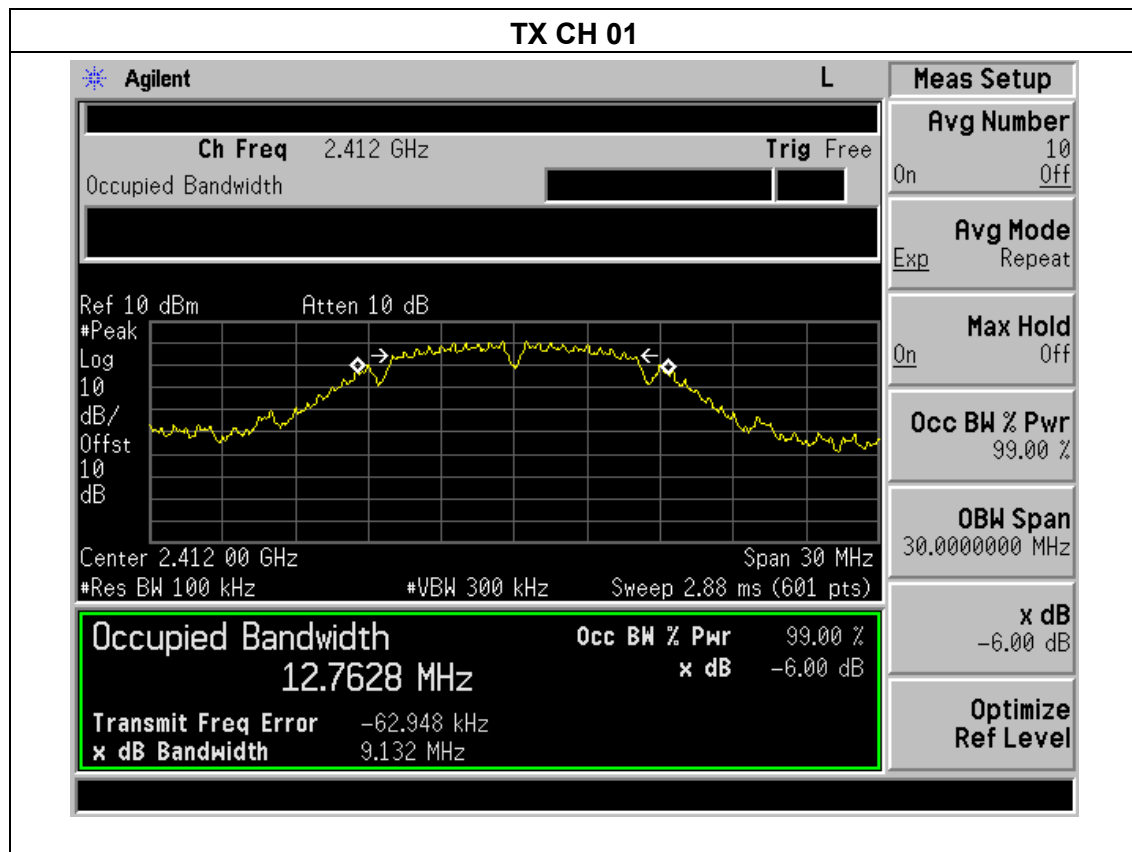 TX CH 01
Agilent L
Ch Freq 2.412 GHz Trig Free
Occupied Bandwidth
Ref 10 dBm Atten 10 dB
#Peak
Log
10
dB/
Offst
10
dB
Center 2.412 00 GHz Span 30 MHz
#Res BW 100 kHz #VBW 300 kHz Sweep 2.88 ms (601 pts)
Occupied Bandwidth Occ BW % Pwr 99.00 %
12.7628 MHz x dB -6.00 dB
Transmit Freq Error -62.948 kHz
x dB Bandwidth 9.132 MHz
Meas Setup
Avg Number
10
On Off
Avg Mode
Exp Repeat
Max Hold
On Off
Occ BW % Pwr
99.00 %
OBW Span
30.0000000 MHz
x dB
-6.00 dB
Optimize
Ref Level